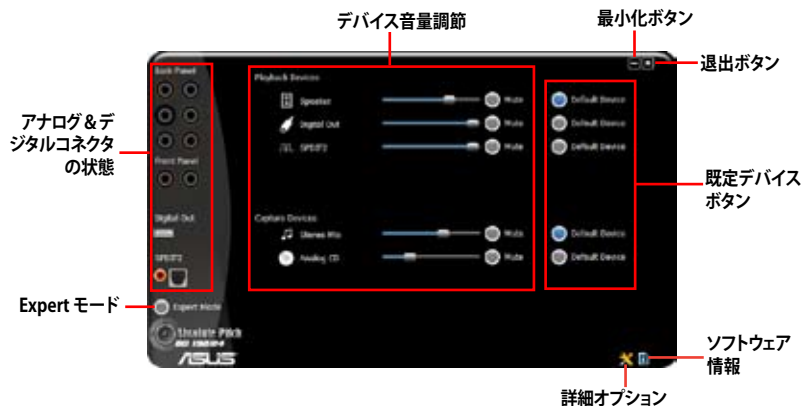 デバイス音量調節
最小化ボタン
退出ボタン
アナログ＆デ
ジタルコネクタ
の状態
Back Panel
Front Panel
Digital Out
SPDIF2
Playback Devices
Speaker
Mute
Default Device
Digital Out
Mute
Default Device
SPDIF2
Mute
Default Device
Capture Devices
Stereo Mix
Mute
Default Device
Analog CD
Mute
Default Device
既定デバイス
ボタン
Expert モード
Expert Mode
Absolute Pitch
ASUS
ソフトウェア
情報
詳細オプション